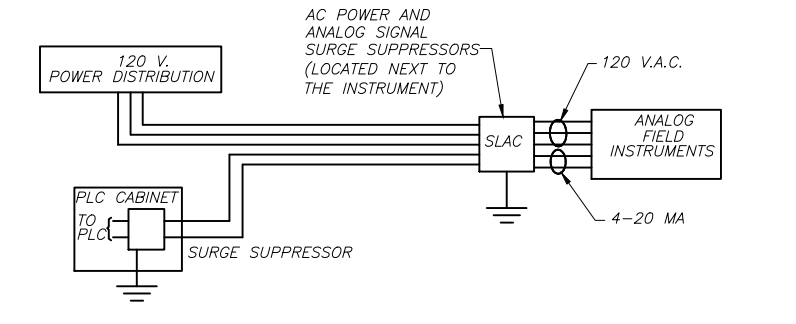 AC POWER AND
ANALOG SIGNAL
SURGE SUPPRESSORS
(LOCATED NEXT TO
THE INSTRUMENT)
120 V.
POWER DISTRIBUTION
120 V.A.C.
SLAC
ANALOG
FIELD
INSTRUMENTS
PLC CABINET
TO
PLC
4-20 MA
SURGE SUPPRESSOR